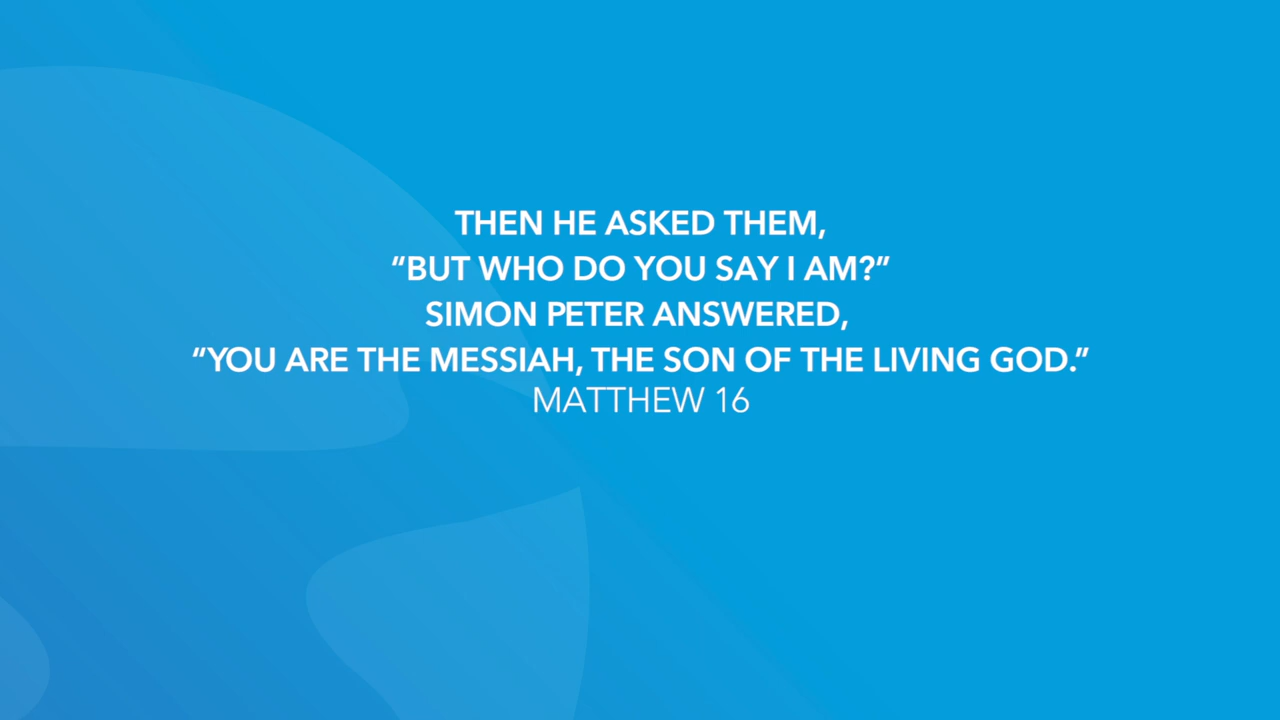 THEN HE ASKED THEM,
“BUT WHO DO YOU SAY I AM?”
SIMON PETER ANSWERED,
“YOU ARE THE MESSIAH, THE SON OF THE LIVING GOD.”
MATTHEW 16